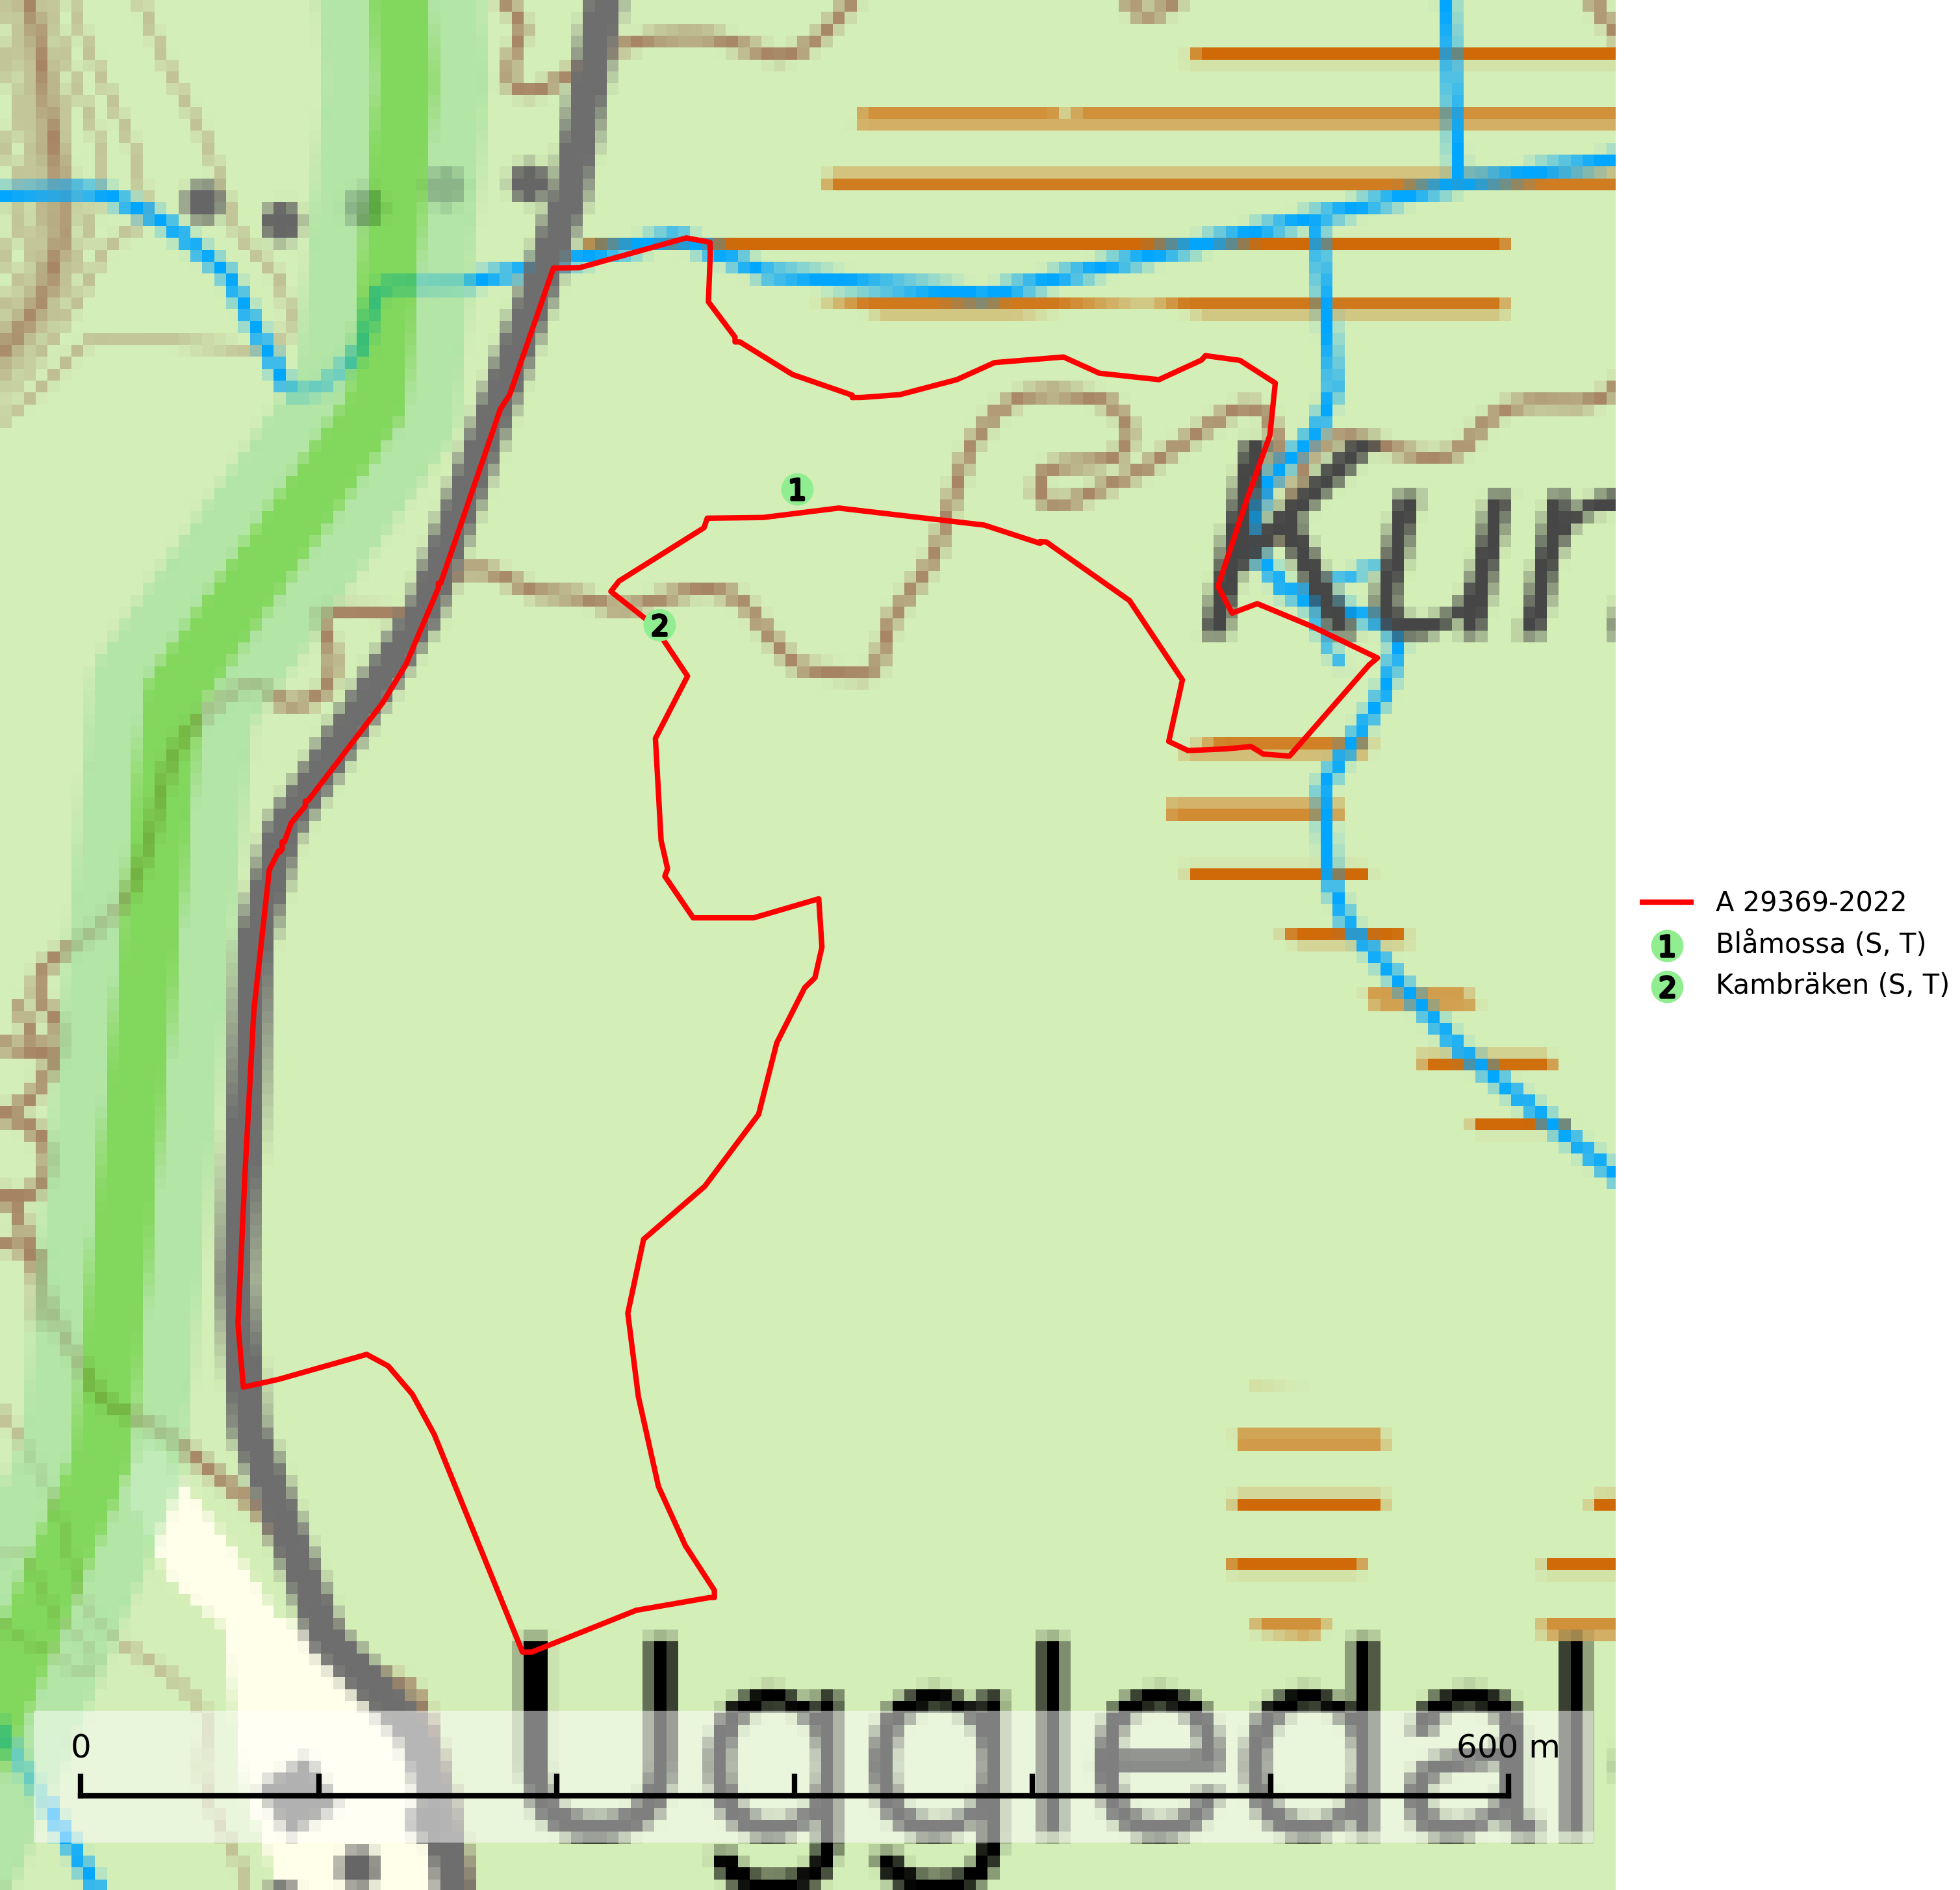 1
Kur
2
A 29369-2022
1 Blåmossa (S, T)
2 Kambräken (S, T)
Uggledal
0 600 m